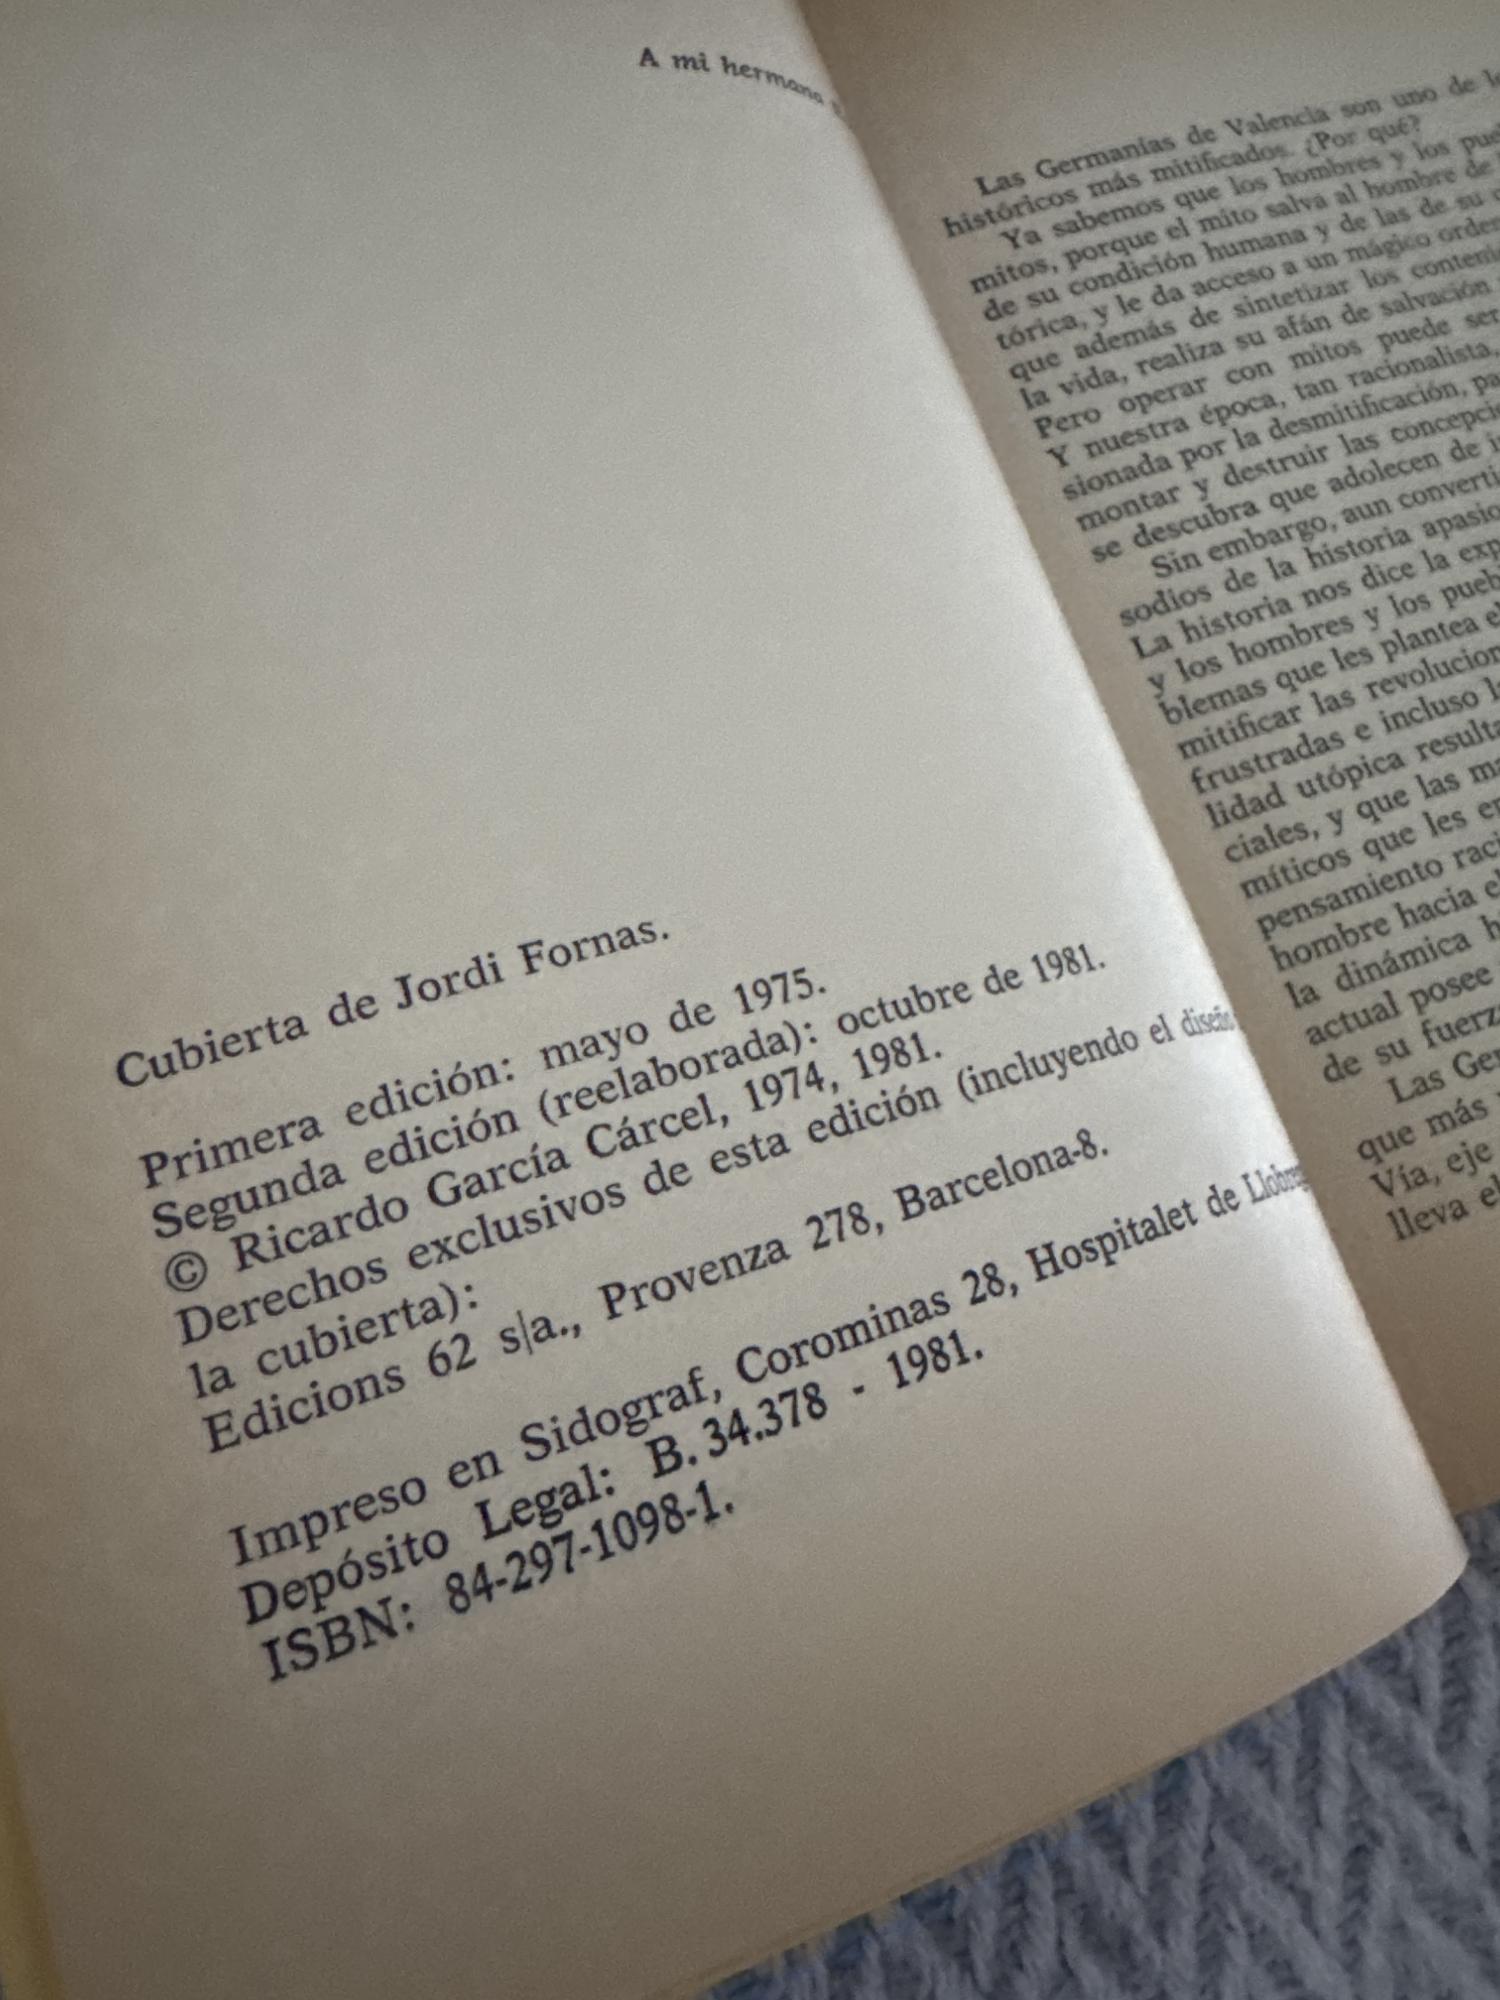 A mi hermano
Cubierta de Jordi Fornas.
Primera edición: mayo de 1975.
Segunda edición (reelaborada): octubre de 1981.
© Ricardo García Cárcel, 1974, 1981.
Derechos exclusivos de esta edición (incluyendo el diseño
la cubierta):
Edicions 62 s|a., Provenza 278, Barcelona-8.
Impreso en Sidograf, Corominas 28, Hospitalet de
Depósito Legal: B. 34.378 - 1981.
ISBN: 84-297-1098-1.
Las Germanías de Valencia son uno de
históricos más mitificados. ¿Por qué?
Ya sabemos que los hombres y los
mitos, porque el mito salva al hombre de
de su condición humana y de las de su
tórica, y le da acceso a un mágico
que además de sintetizar los
la vida, realiza su afán de salvación
Pero operar con mitos puede ser
Y nuestra época, tan racionalista,
sionada por la desmitificación,
montar y destruir las
se descubra que adolecen de
Sin embargo, aun
sodios de la historia
La historia nos dice la
y los hombres y los
blemas que les plantea
mitificar las
frustradas e incluso
lidad utópica
ciales, y que las
míticos que les
pensamiento
hombre hacia
la dinámica
actual posee
de su
Las
que más
Vía, eje
lleva